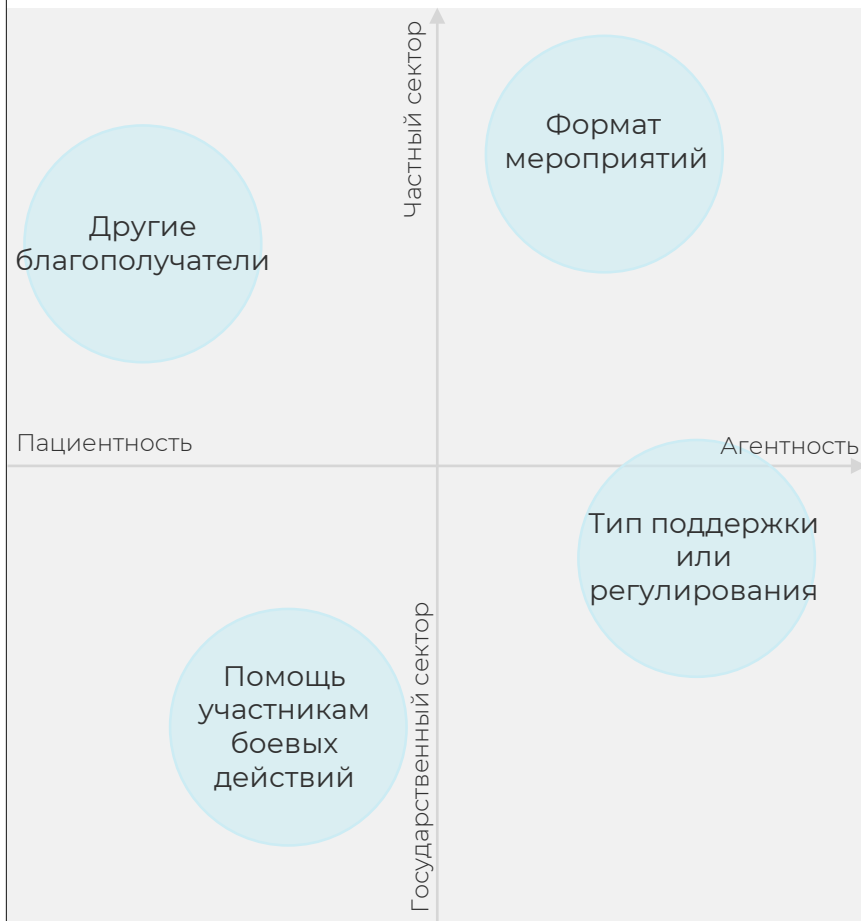 Частный сектор
Формат
мероприятий
Другие
благополучатели
Пациентность
Агентность
Тип поддержки
или
регулирования
Государственный сектор
Помощь
участникам
боевых
действий